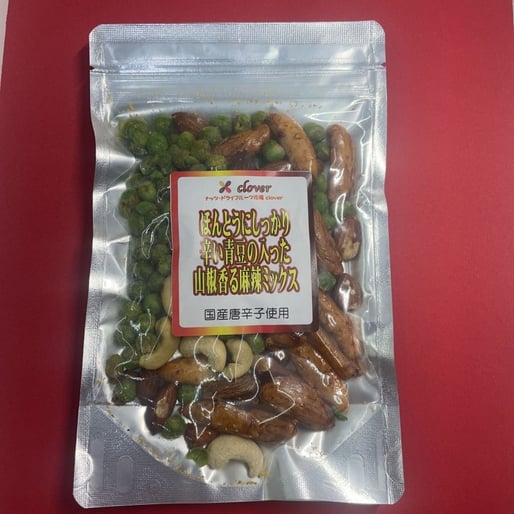 clover
ナッツ・ドライフルーツの専 clover
ほんとうにしっかり
辛い青豆の入った
山椒香る麻辣ミックス
国産唐辛子使用